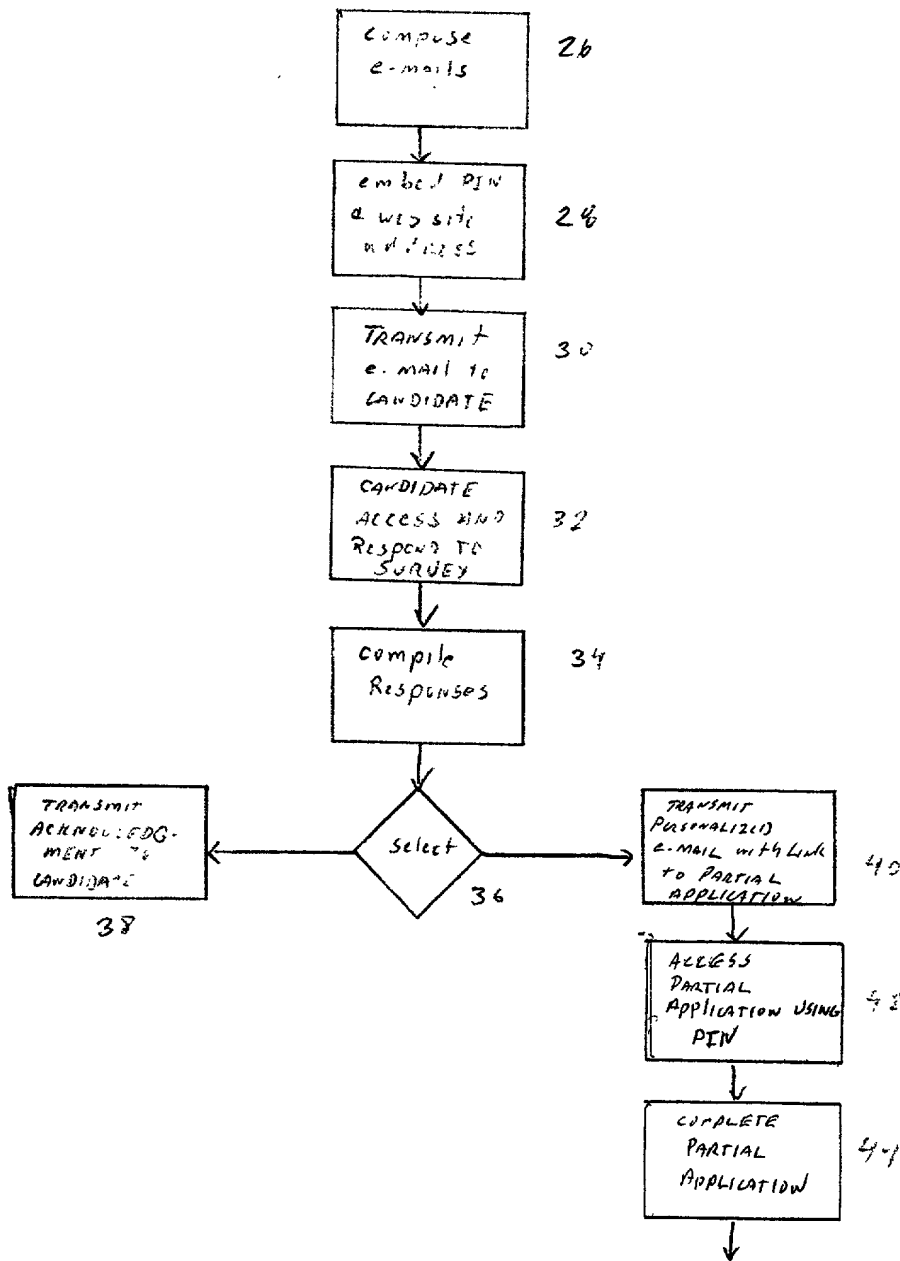 compose
e-mails
26
embed PIN
& web site
address
28
TRANSMIT
e-MAIL to
CANDIDATE
30
CANDIDATE
ACCESS AND
RESPOND TO
SURVEY
32
compile
Responses
34
select
36
TRANSMIT
ACKNOWLEDG-
MENT TO
CANDIDATE
38
TRANSMIT
PERSONALIZED
e-MAIL with Link
to PARTIAL
APPLICATION
40
ACCESS
PARTIAL
Application USING
PIN
42
COMPLETE
PARTIAL
APPLICATION
44